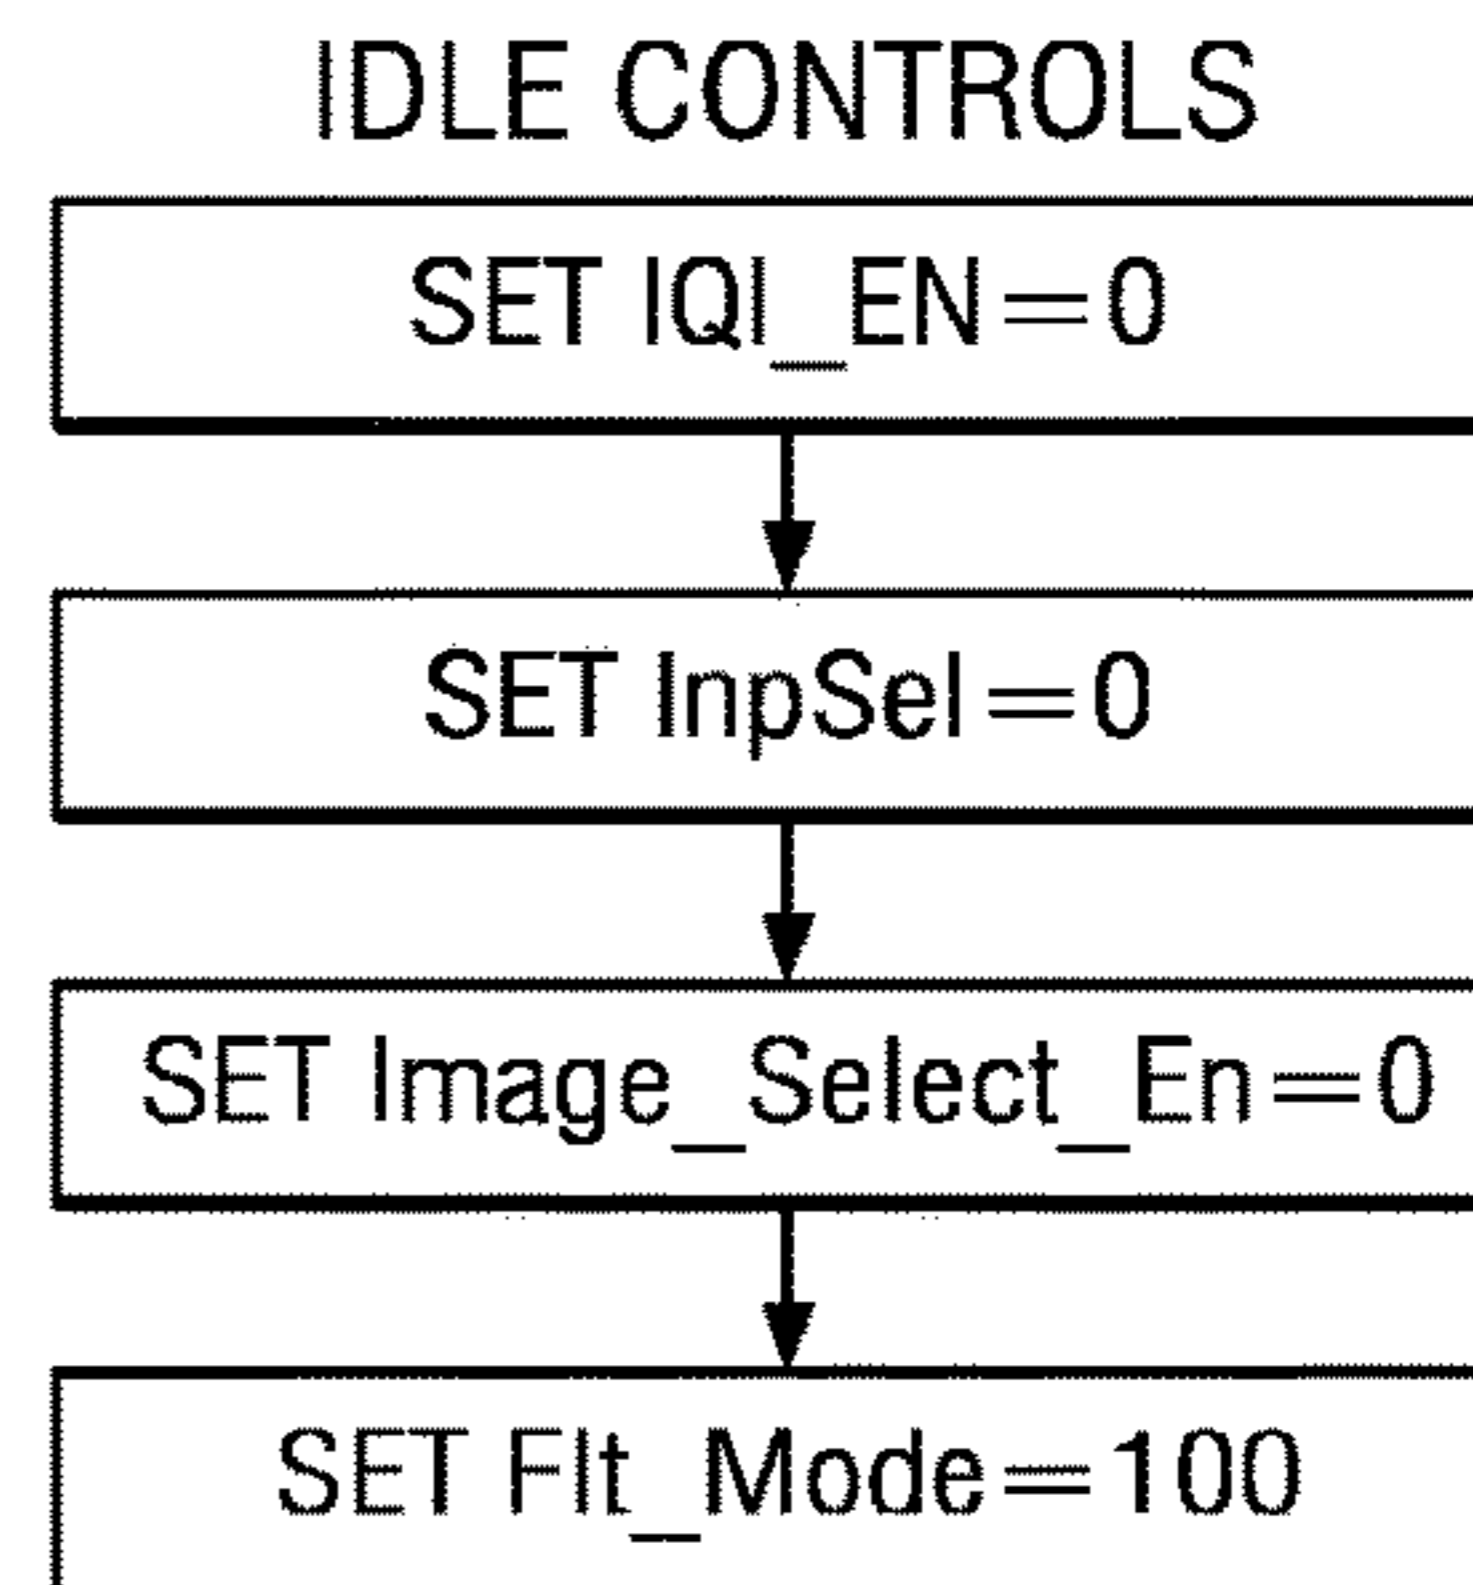 IDLE CONTROLS
SET IQI_EN=0
SET InpSel=0
SET Image_Select_En=0
SET Flt_Mode=100